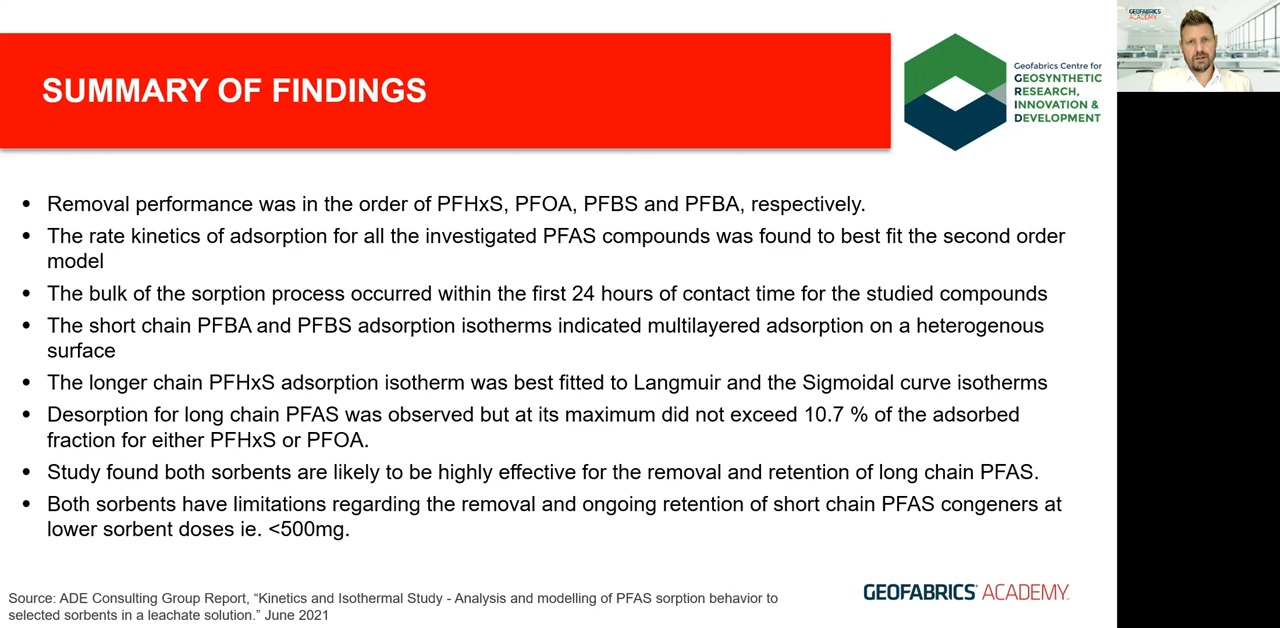 SUMMARY OF FINDINGS
Geofabrics Centre for
GEOSYNTHETIC
RESEARCH,
INNOVATION &
DEVELOPMENT
GEOFABRICS
ACADEMY
• Removal performance was in the order of PFHxS, PFOA, PFBS and PFBA, respectively.
• The rate kinetics of adsorption for all the investigated PFAS compounds was found to best fit the second order
model
• The bulk of the sorption process occurred within the first 24 hours of contact time for the studied compounds
• The short chain PFBA and PFBS adsorption isotherms indicated multilayered adsorption on a heterogenous
surface
• The longer chain PFHxS adsorption isotherm was best fitted to Langmuir and the Sigmoidal curve isotherms
• Desorption for long chain PFAS was observed but at its maximum did not exceed 10.7 % of the adsorbed
fraction for either PFHxS or PFOA.
• Study found both sorbents are likely to be highly effective for the removal and retention of long chain PFAS.
• Both sorbents have limitations regarding the removal and ongoing retention of short chain PFAS congeners at
lower sorbent doses ie. <500mg.
Source: ADE Consulting Group Report, “Kinetics and Isothermal Study - Analysis and modelling of PFAS sorption behavior to
selected sorbents in a leachate solution.” June 2021
GEOFABRICS ACADEMY